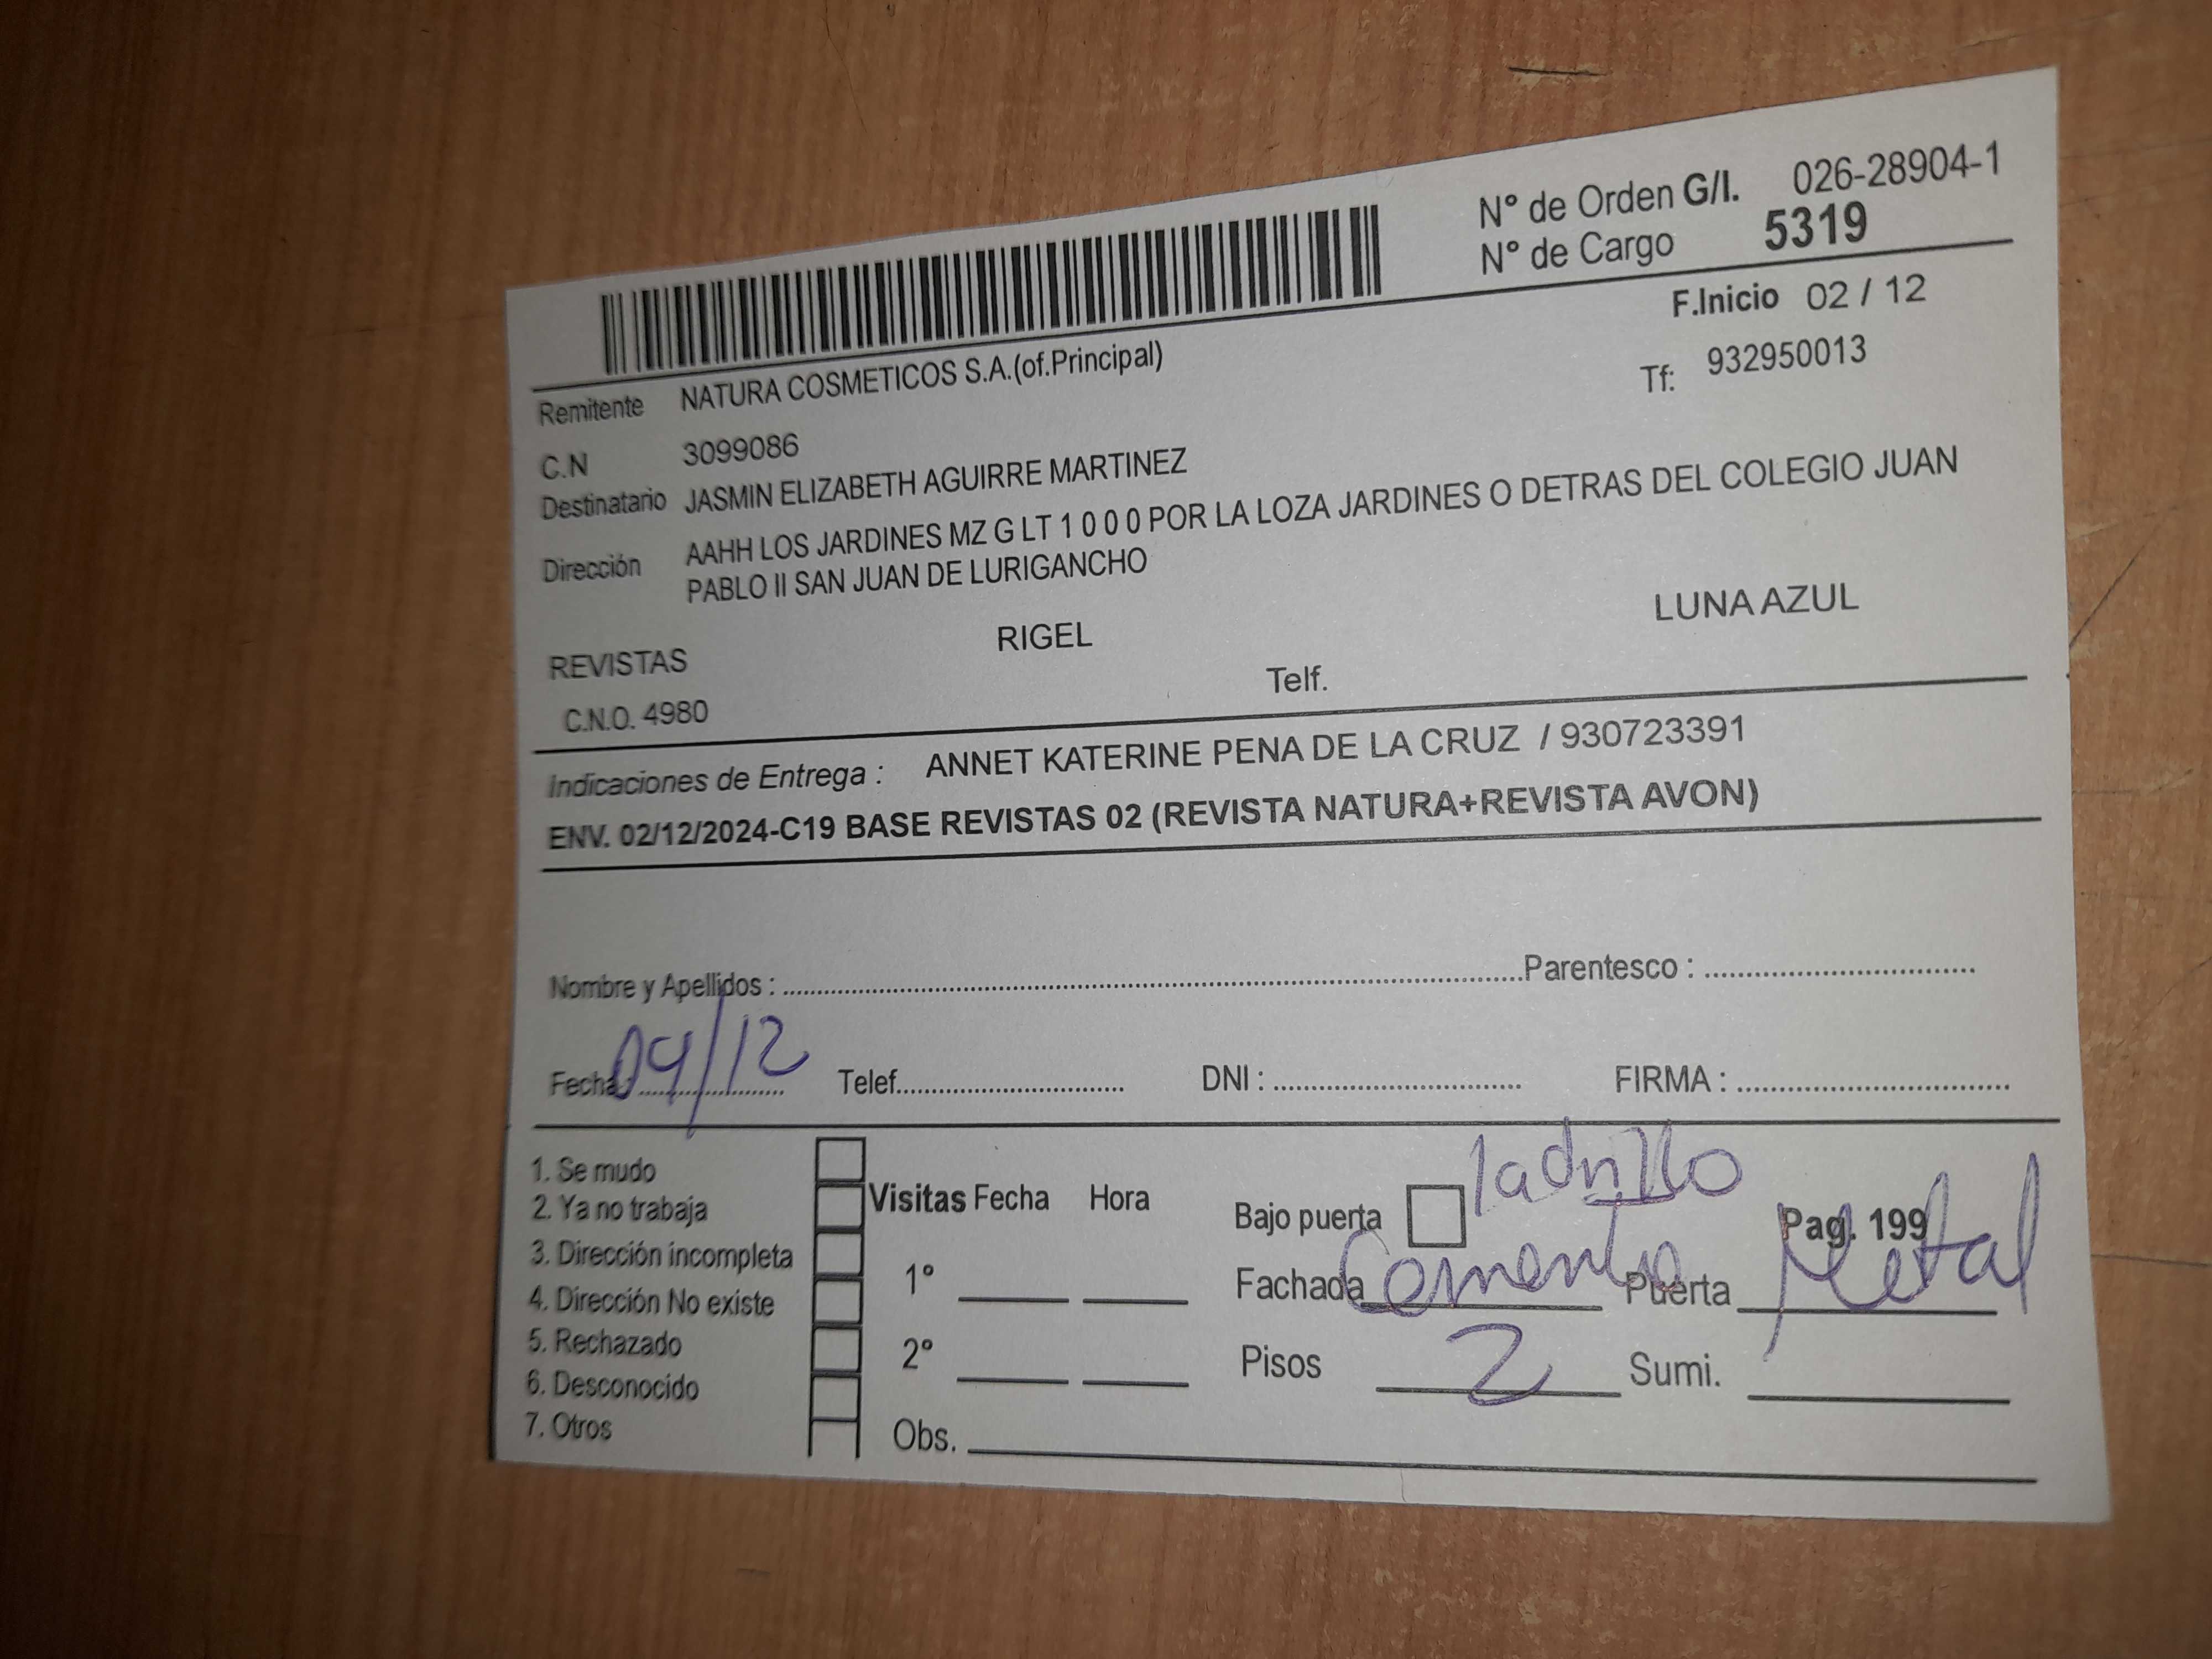 N° de Orden G/I. 026-28904-1
N° de Cargo 5319
F.Inicio 02 / 12
Remitente NATURA COSMETICOS S.A.(of.Principal)
Tf: 932950013
C.N 3099086
Destinatario JASMIN ELIZABETH AGUIRRE MARTINEZ
Dirección AAHH LOS JARDINES MZ G LT 1 0 0 0 POR LA LOZA JARDINES O DETRAS DEL COLEGIO JUAN
PABLO II SAN JUAN DE LURIGANCHO
REVISTAS RIGEL LUNA AZUL
C.N.O. 4980 Telf.
Indicaciones de Entrega : ANNET KATERINE PENA DE LA CRUZ / 930723391
ENV. 02/12/2024-C19 BASE REVISTAS 02 (REVISTA NATURA+REVISTA AVON)
Nombre y Apellidos : Parentesco :
Fecha : 04/12 Telef. DNI : FIRMA :
1. Se mudo
2. Ya no trabaja
3. Dirección incompleta
4. Dirección No existe
5. Rechazado
6. Desconocido
7. Otros
Visitas Fecha Hora
1°
2°
Obs.
Bajo puerta ladrillo Pag. 199
Fachada Cemento Puerta Metal
Pisos 2 Sumi.